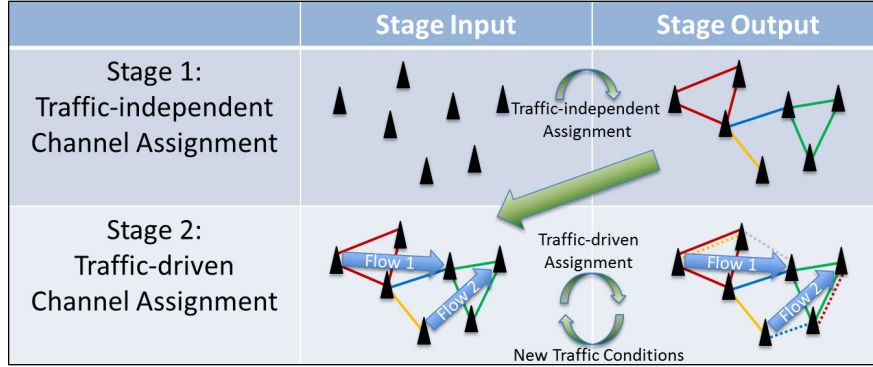 Stage Input
Stage Output
Stage 1:
Traffic-independent
Channel Assignment
Traffic-independent
Assignment
Stage 2:
Traffic-driven
Channel Assignment
Flow 1
Flow 2
Traffic-driven
Assignment
New Traffic Conditions
Flow 1
Flow 2